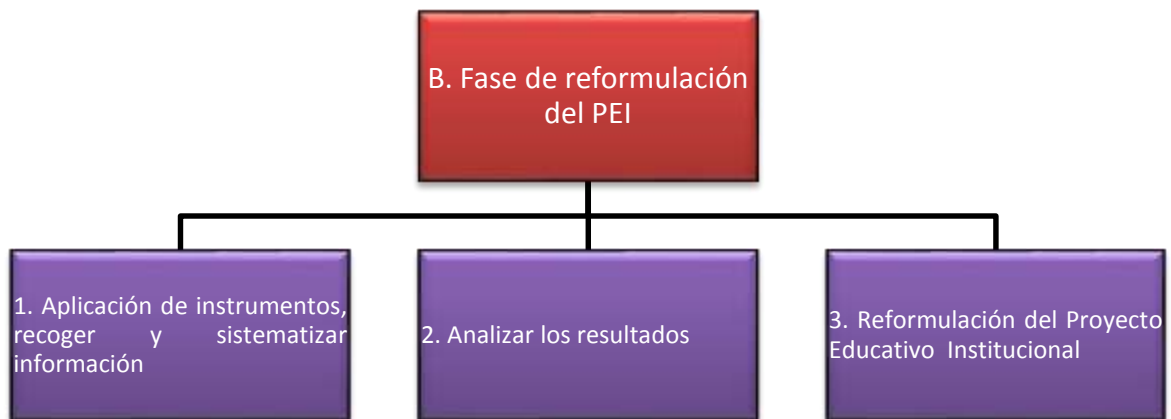 B. Fase de reformulación
del PEI
1. Aplicación de instrumentos,
recoger y sistematizar
información
2. Analizar los resultados
3. Reformulación del Proyecto
Educativo Institucional